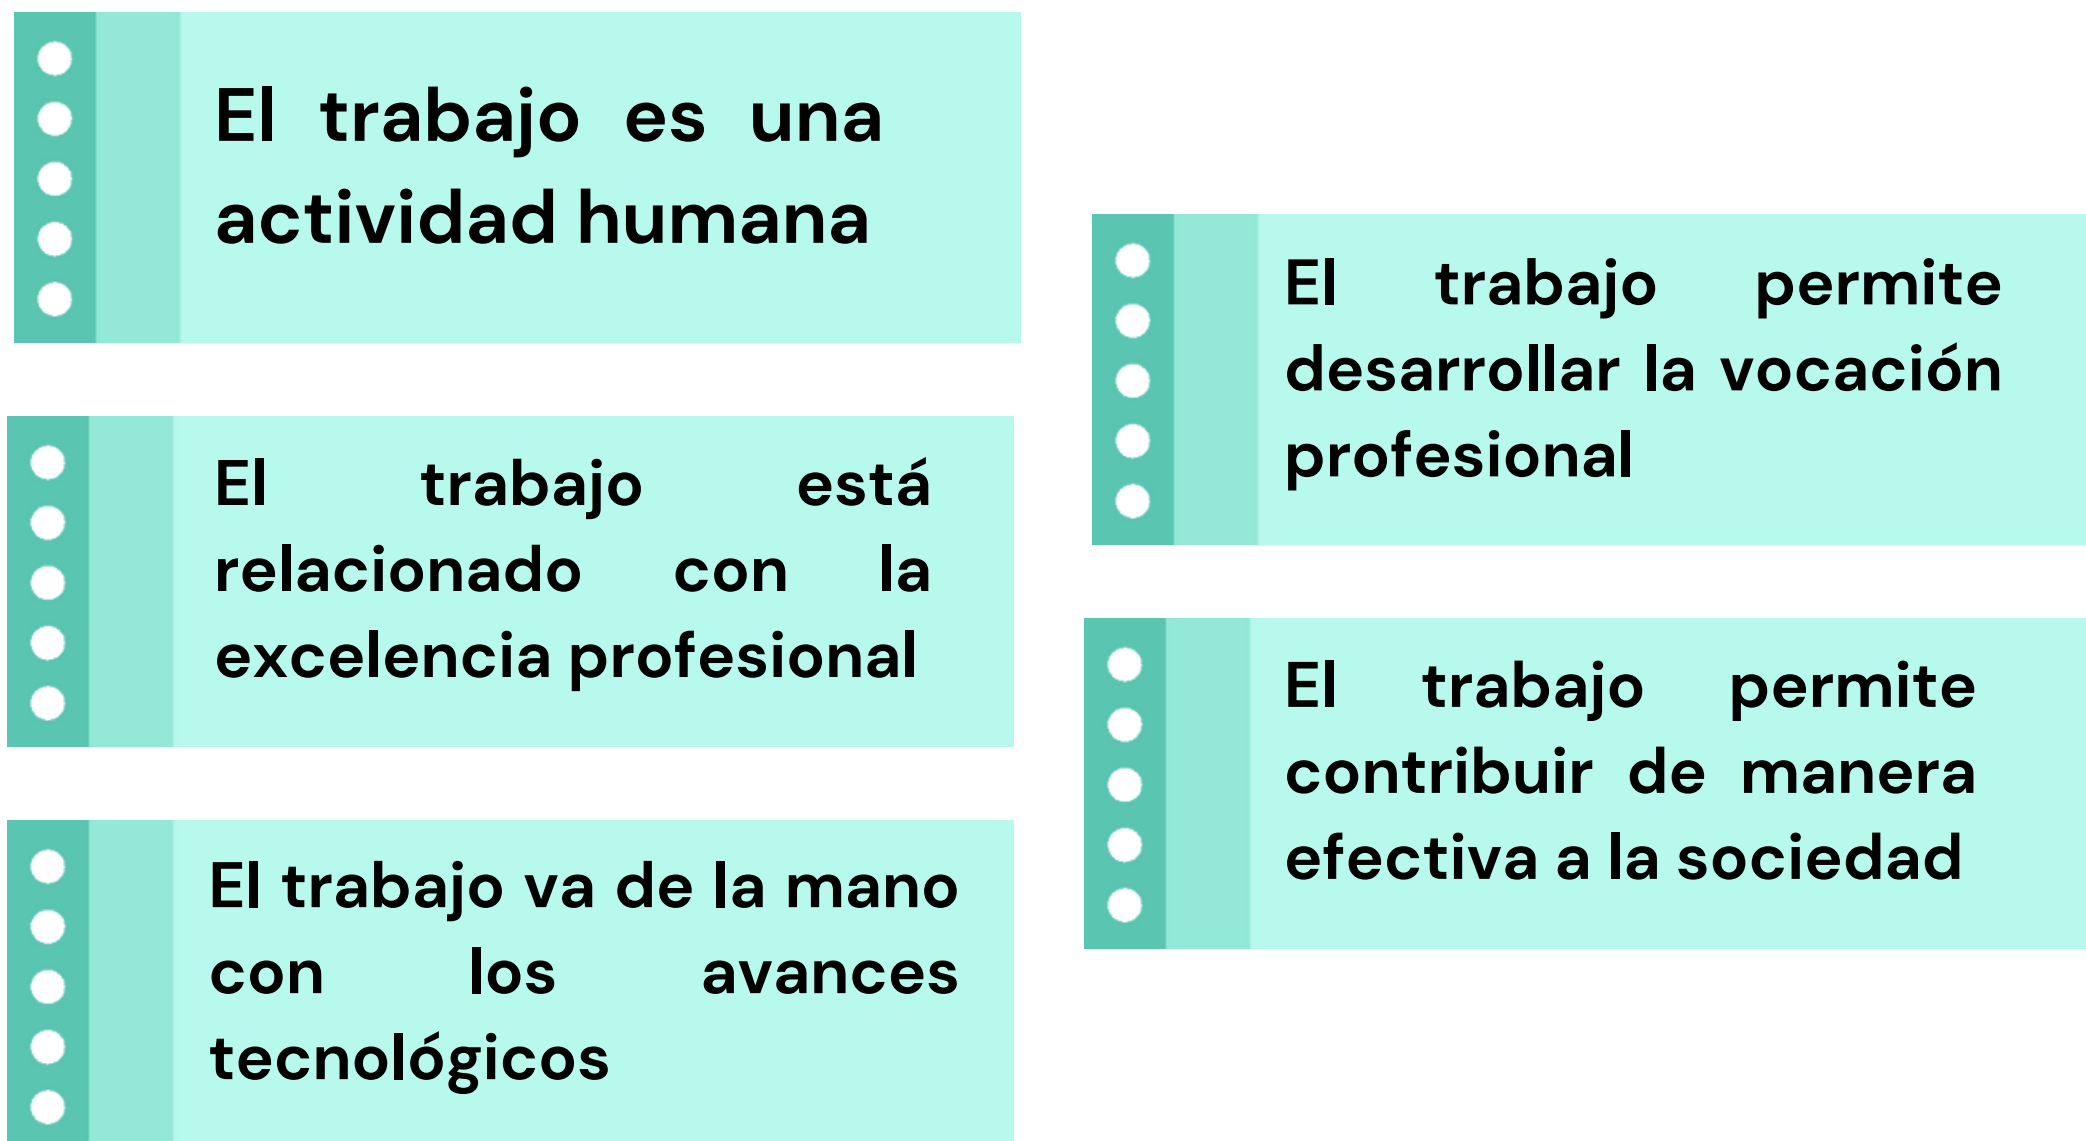 El trabajo es una
actividad humana
El trabajo está
relacionado con la
excelencia profesional
El trabajo va de la mano
con los avances
tecnológicos
El trabajo permite
desarrollar la vocación
profesional
El trabajo permite
contribuir de manera
efectiva a la sociedad